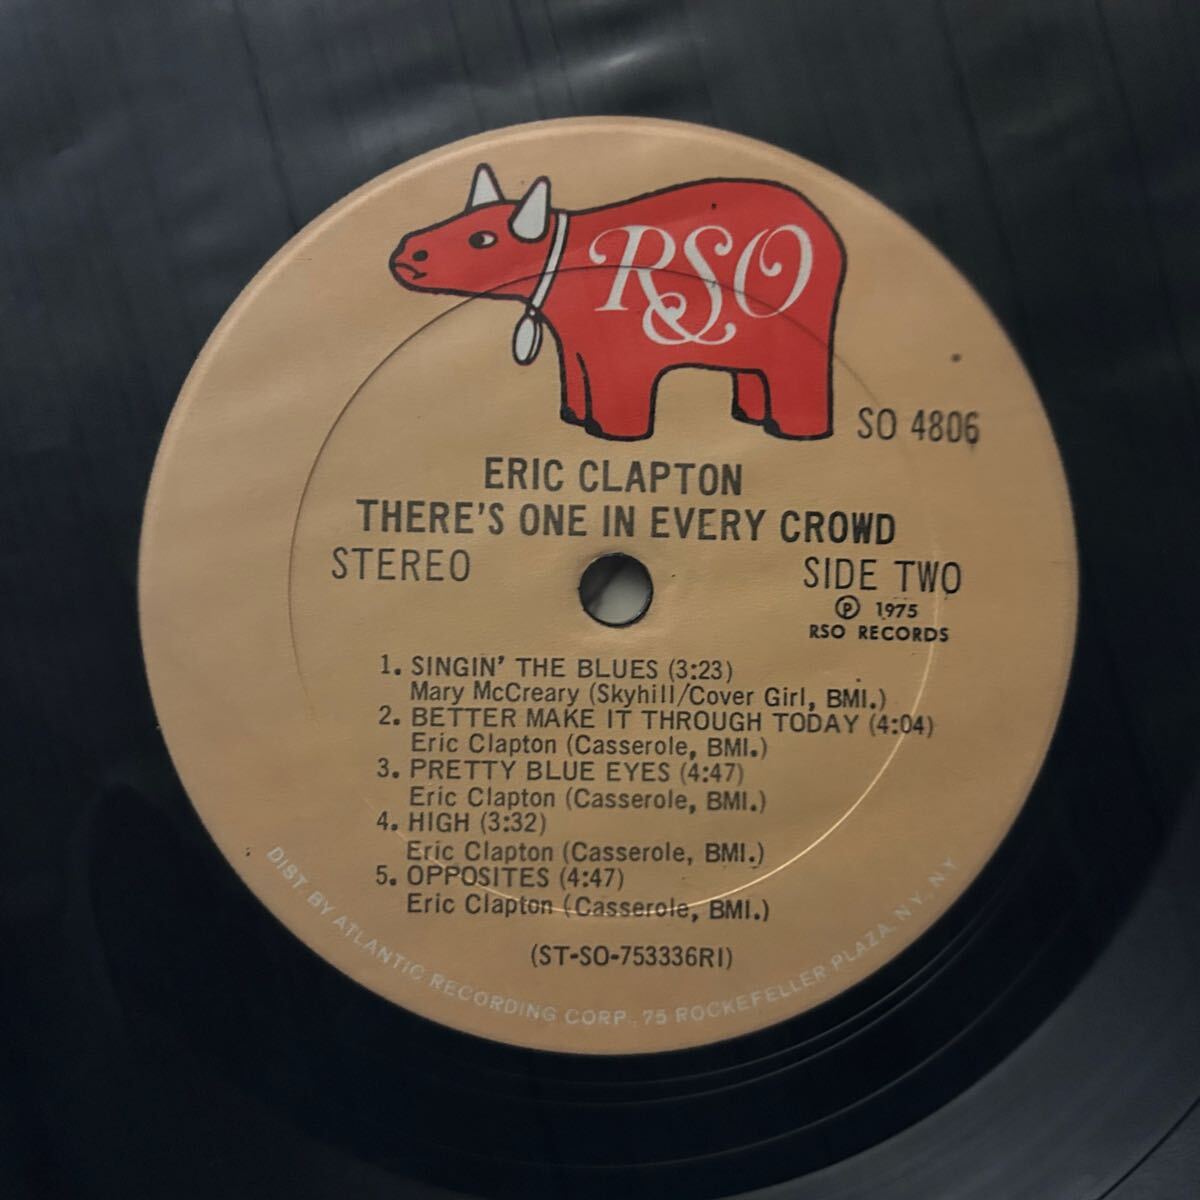 RSO
SO 4806
ERIC CLAPTON
THERE'S ONE IN EVERY CROWD
STEREO
SIDE TWO
Ⓟ 1975
RSO RECORDS
1. SINGIN' THE BLUES (3:23)
Mary McCreary (Skyhill/Cover Girl, BMI.)
2. BETTER MAKE IT THROUGH TODAY (4:04)
Eric Clapton (Casserole, BMI.)
3. PRETTY BLUE EYES (4:47)
Eric Clapton (Casserole, BMI.)
4. HIGH (3:32)
Eric Clapton (Casserole, BMI.)
5. OPPOSITES (4:47)
Eric Clapton (Casserole, BMI.)
(ST-SO-753336RI)
DIST BY ATLANTIC RECORDING CORP., 75 ROCKEFELLER PLAZA, N.Y., N.Y